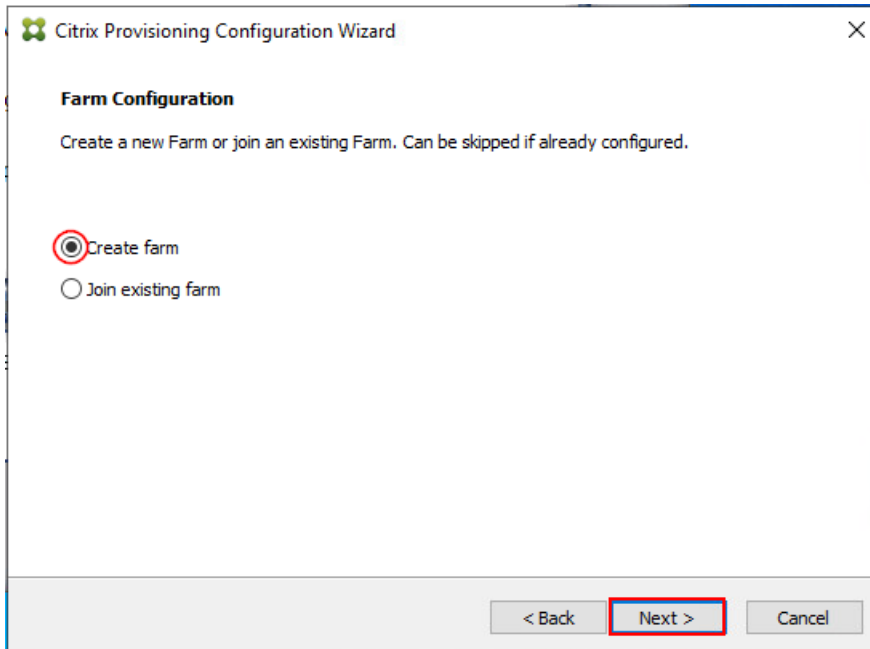 Citrix Provisioning Configuration Wizard
Farm Configuration
Create a new Farm or join an existing Farm. Can be skipped if already configured.
Create farm
Join existing farm
< Back Next > Cancel